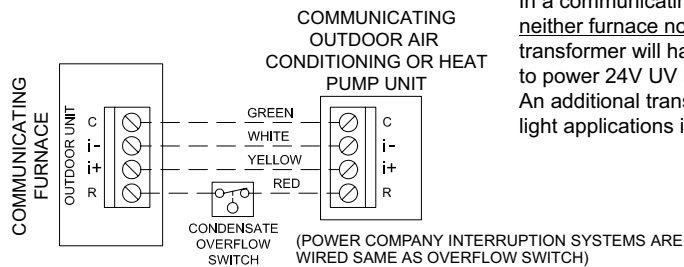 COMMUNICATING
OUTDOOR AIR
CONDITIONING OR HEAT
PUMP UNIT
COMMUNICATING
FURNACE
OUTDOOR UNIT
C
i-
i+
R
GREEN
WHITE
YELLOW
RED
C
i-
i+
R
CONDENSATE
OVERFLOW
SWITCH
(POWER COMPANY INTERRUPTION SYSTEMS ARE
WIRED SAME AS OVERFLOW SWITCH)
In a communicatin
neither furnace no
transformer will ha
to power 24V UV
An additional trans
light applications i